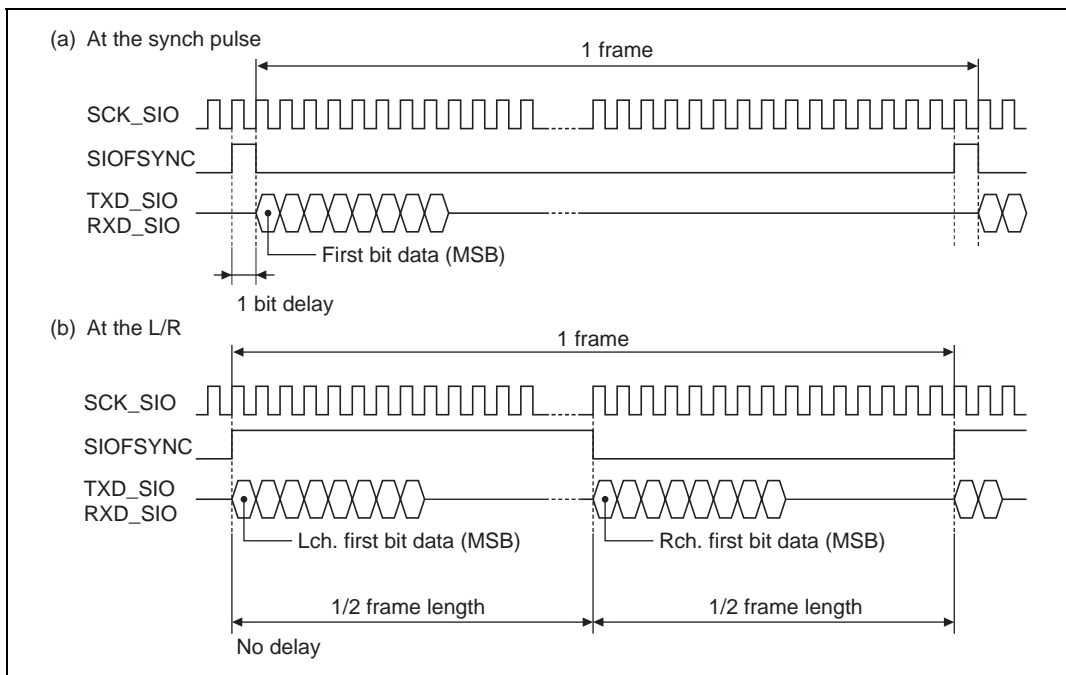 (a) At the synch pulse
1 frame
SCK_SIO
SIOFSYNC
TXD_SIO
RXD_SIO
First bit data (MSB)
1 bit delay
(b) At the L/R
1 frame
SCK_SIO
SIOFSYNC
TXD_SIO
RXD_SIO
Lch. first bit data (MSB)
Rch. first bit data (MSB)
1/2 frame length
1/2 frame length
No delay